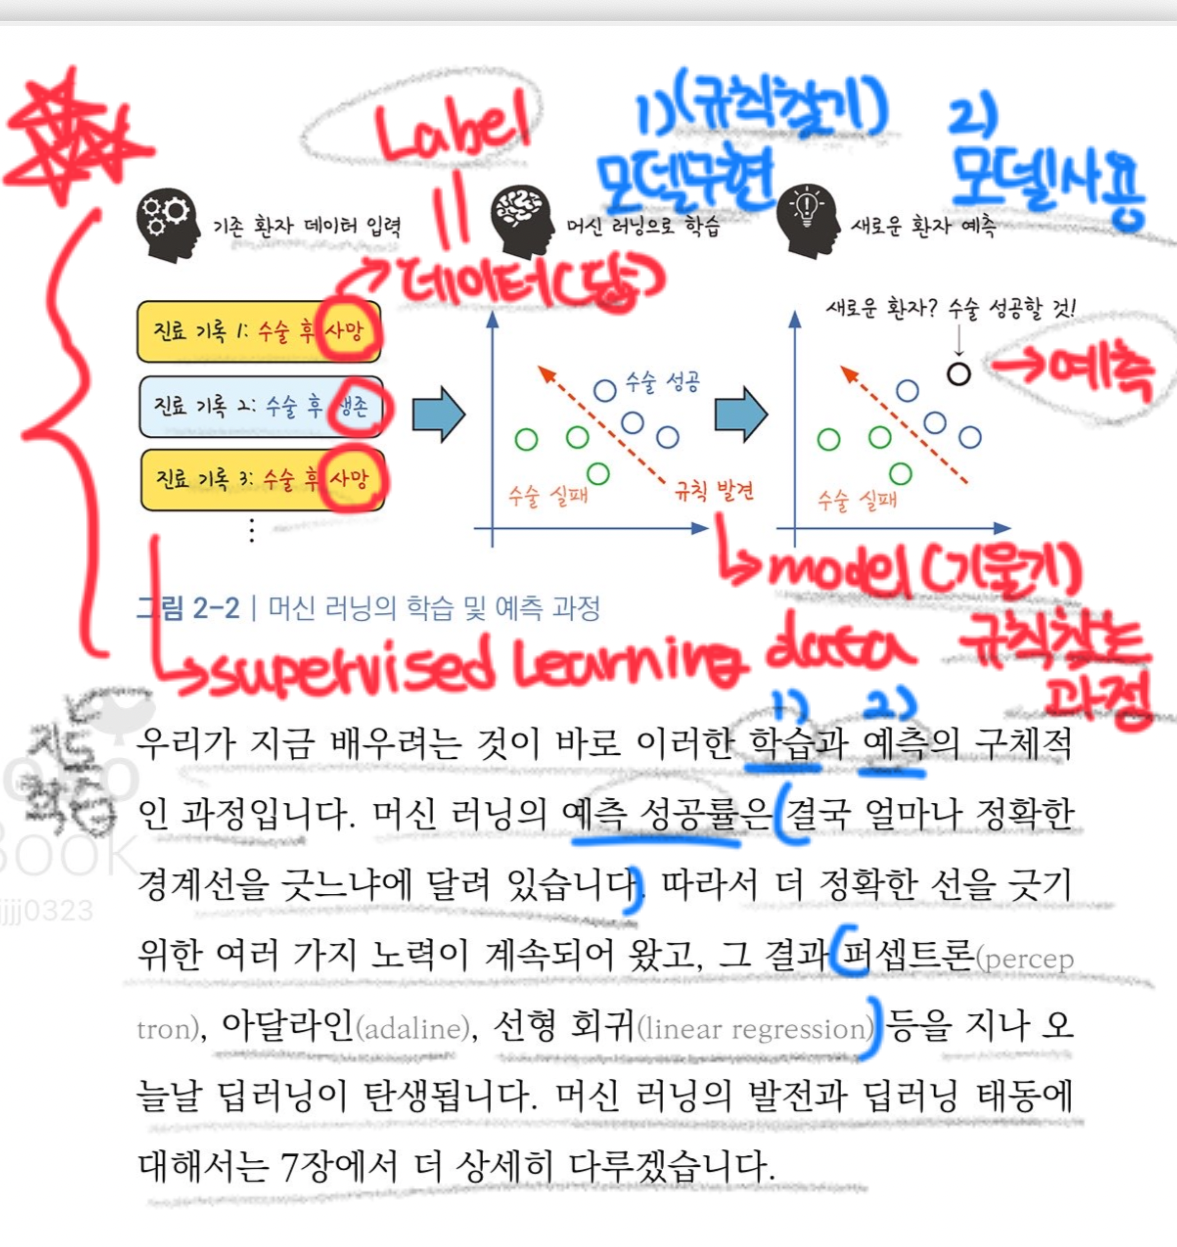 Label
1)(규칙찾기)
2)
모델구현
모델사용
기존 환자 데이터 입력
머신 러닝으로 학습
새로운 환자 예측
데이터(답)
새로운 환자? 수술 성공할 것!
진료 기록 1: 수술 후 사망
→예측
진료 기록 2: 수술 후 생존
수술 성공
진료 기록 3: 수술 후 사망
수술 실패
규칙 발견
수술 실패
model (기울기)
그림 2-2 | 머신 러닝의 학습 및 예측 과정
supervised Learning data 규칙찾는
과정
1) 2)
지도
학습
우리가 지금 배우려는 것이 바로 이러한 학습과 예측의 구체적
인 과정입니다. 머신 러닝의 예측 성공률은 (결국 얼마나 정확한
경계선을 긋느냐에 달려 있습니다). 따라서 더 정확한 선을 긋기
위한 여러 가지 노력이 계속되어 왔고, 그 결과 (퍼셉트론(percep
tron), 아달라인(adaline), 선형 회귀(linear regression)) 등을 지나 오
늘날 딥러닝이 탄생됩니다. 머신 러닝의 발전과 딥러닝 태동에
대해서는 7장에서 더 상세히 다루겠습니다.